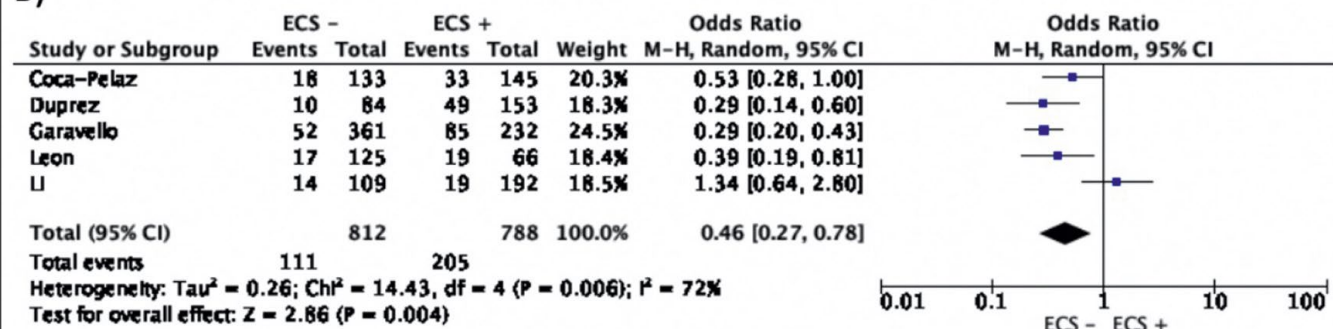 ECS - ECS + Odds Ratio Odds Ratio
Study or Subgroup Events Total Events Total Weight M-H, Random, 95% CI M-H, Random, 95% CI
Coca-Pelaz 18 133 33 145 20.3% 0.53 [0.28, 1.00]
Duprez 10 84 49 153 18.3% 0.29 [0.14, 0.60]
Garavello 52 361 85 232 24.5% 0.29 [0.20, 0.43]
Leon 17 125 19 66 18.4% 0.39 [0.19, 0.81]
LI 14 109 19 192 18.5% 1.34 [0.64, 2.80]
Total (95% CI) 812 788 100.0% 0.46 [0.27, 0.78]
Total events 111 205
Heterogeneity: Tau² = 0.26; Chi² = 14.43, df = 4 (P = 0.006); I² = 72%
Test for overall effect: Z = 2.86 (P = 0.004)
0.01 0.1 1 10 100
ECS - ECS +